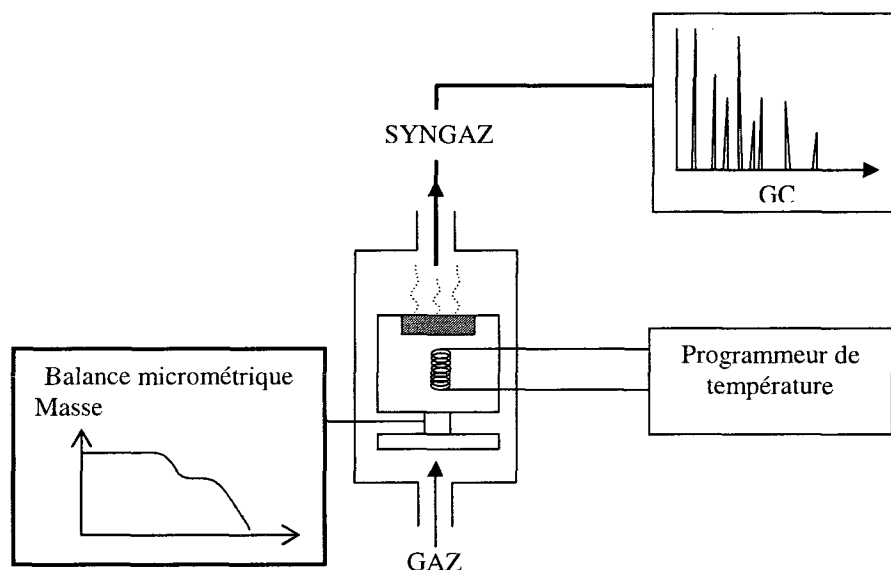 SYNGAZ
GC
Programmeur de
température
Balance micrométrique
Masse
GAZ